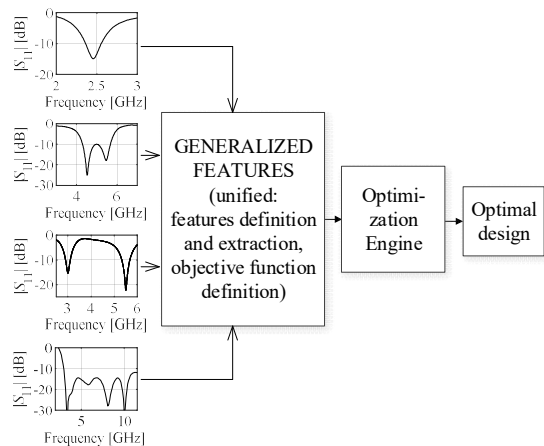 0
-10
-20
|S11| [dB]
2 2.5 3
Frequency [GHz]
0
-10
-20
-30
|S11| [dB]
4 6
Frequency [GHz]
0
-10
-20
|S11| [dB]
3 4 5 6
Frequency [GHz]
0
-10
-20
-30
|S11| [dB]
5 10
Frequency [GHz]
GENERALIZED
FEATURES
(unified:
features definition
and extraction,
objective function
definition)
Optimi-
zation
Engine
Optimal
design